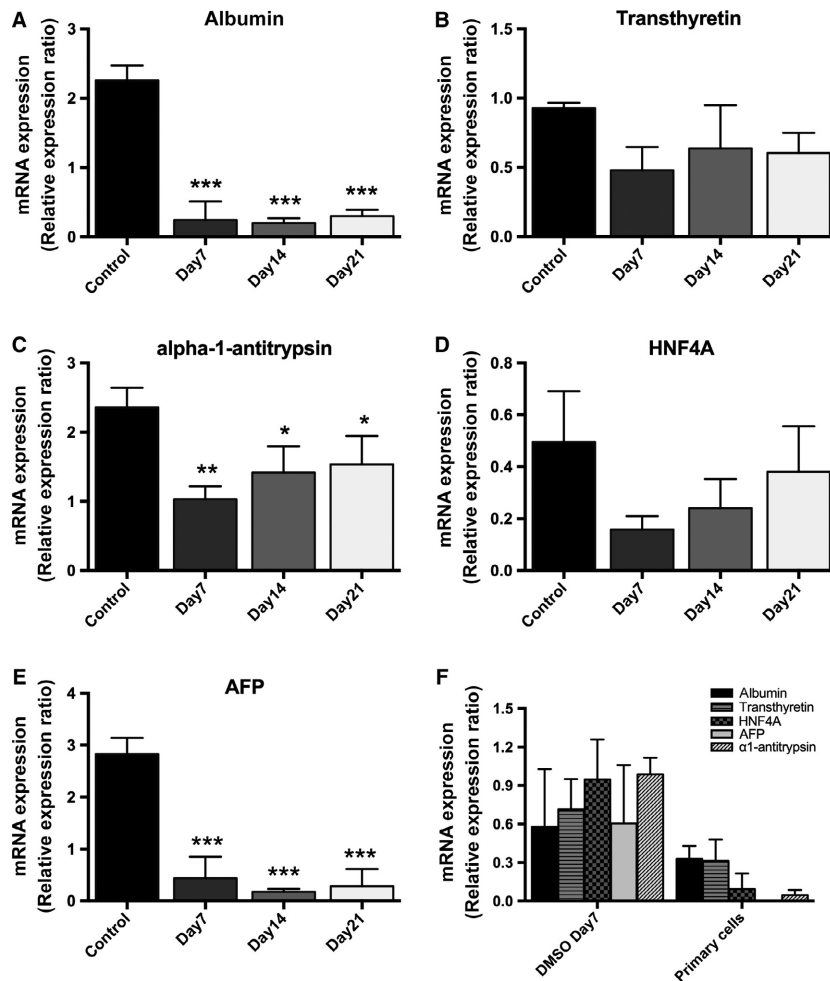 A
Albumin
mRNA expression
(Relative expression ratio)
3
2
1
0
***
***
***
Control
Day7
Day14
Day21
B
Transthyretin
mRNA expression
(Relative expression ratio)
1.5
1.0
0.5
0.0
Control
Day7
Day14
Day21
C
alpha-1-antitrypsin
mRNA expression
(Relative expression ratio)
3
2
1
0
**
*
*
Control
Day7
Day14
Day21
D
HNF4A
mRNA expression
(Relative expression ratio)
0.8
0.6
0.4
0.2
0.0
Control
Day7
Day14
Day21
E
AFP
mRNA expression
(Relative expression ratio)
4
3
2
1
0
***
***
***
Control
Day7
Day14
Day21
F
Albumin
Transthyretin
HNF4A
AFP
α1-antitrypsin
mRNA expression
(Relative expression ratio)
1.5
1.2
0.9
0.6
0.3
0.0
DMSO Day7
Primary cells